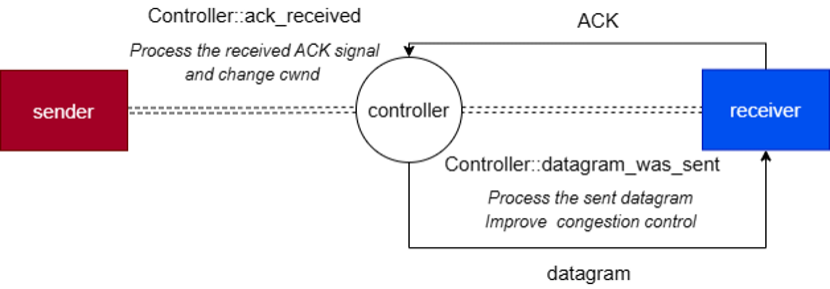 Controller::ack_received
ACK
Process the received ACK signal
and change cwnd
sender
controller
receiver
Controller::datagram_was_sent
Process the sent datagram
Improve congestion control
datagram